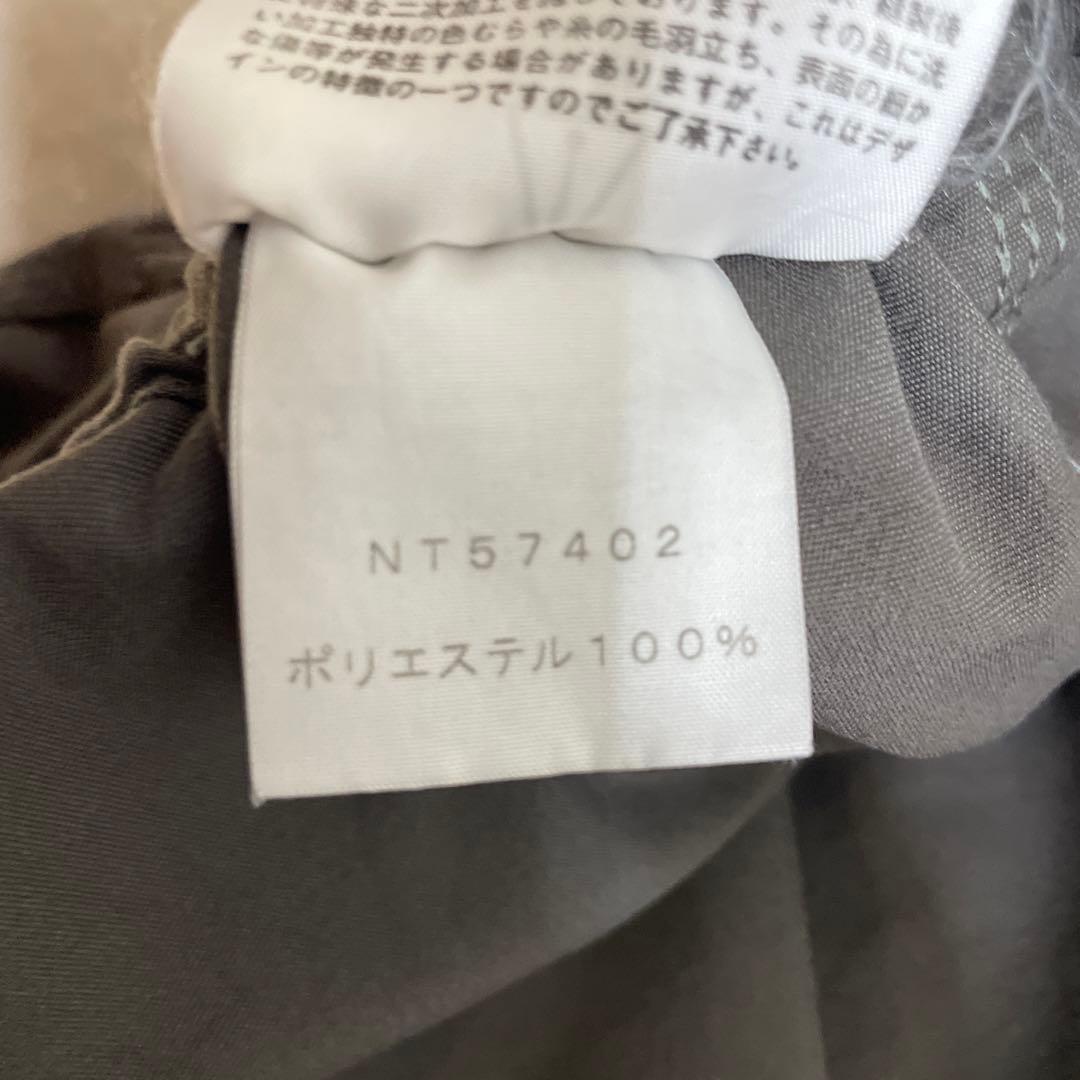 特殊な二次加工を施しております。その為に洗
い加工独特の色むらや糸の毛羽立ち、表面の細か
な傷等が発生する場合がありますが、これはデザ
インの特徴の一つですのでご了承下さい。
NT57402
ポリエステル100%